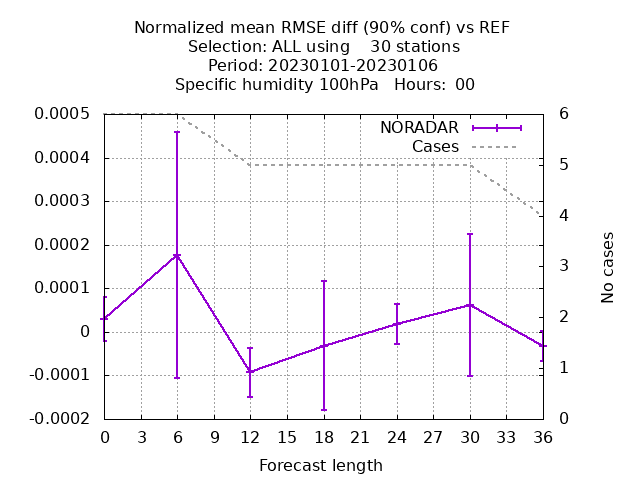 Normalized mean RMSE diff (90% conf) vs REF
Selection: ALL using    30 stations
Period: 20230101-20230106
Specific humidity 100hPa   Hours:  00
NORADAR
Cases
0.0005
0.0004
0.0003
0.0002
0.0001
0
-0.0001
-0.0002
6
5
4
3
2
1
0
No cases
0 3 6 9 12 15 18 21 24 27 30 33 36
Forecast length